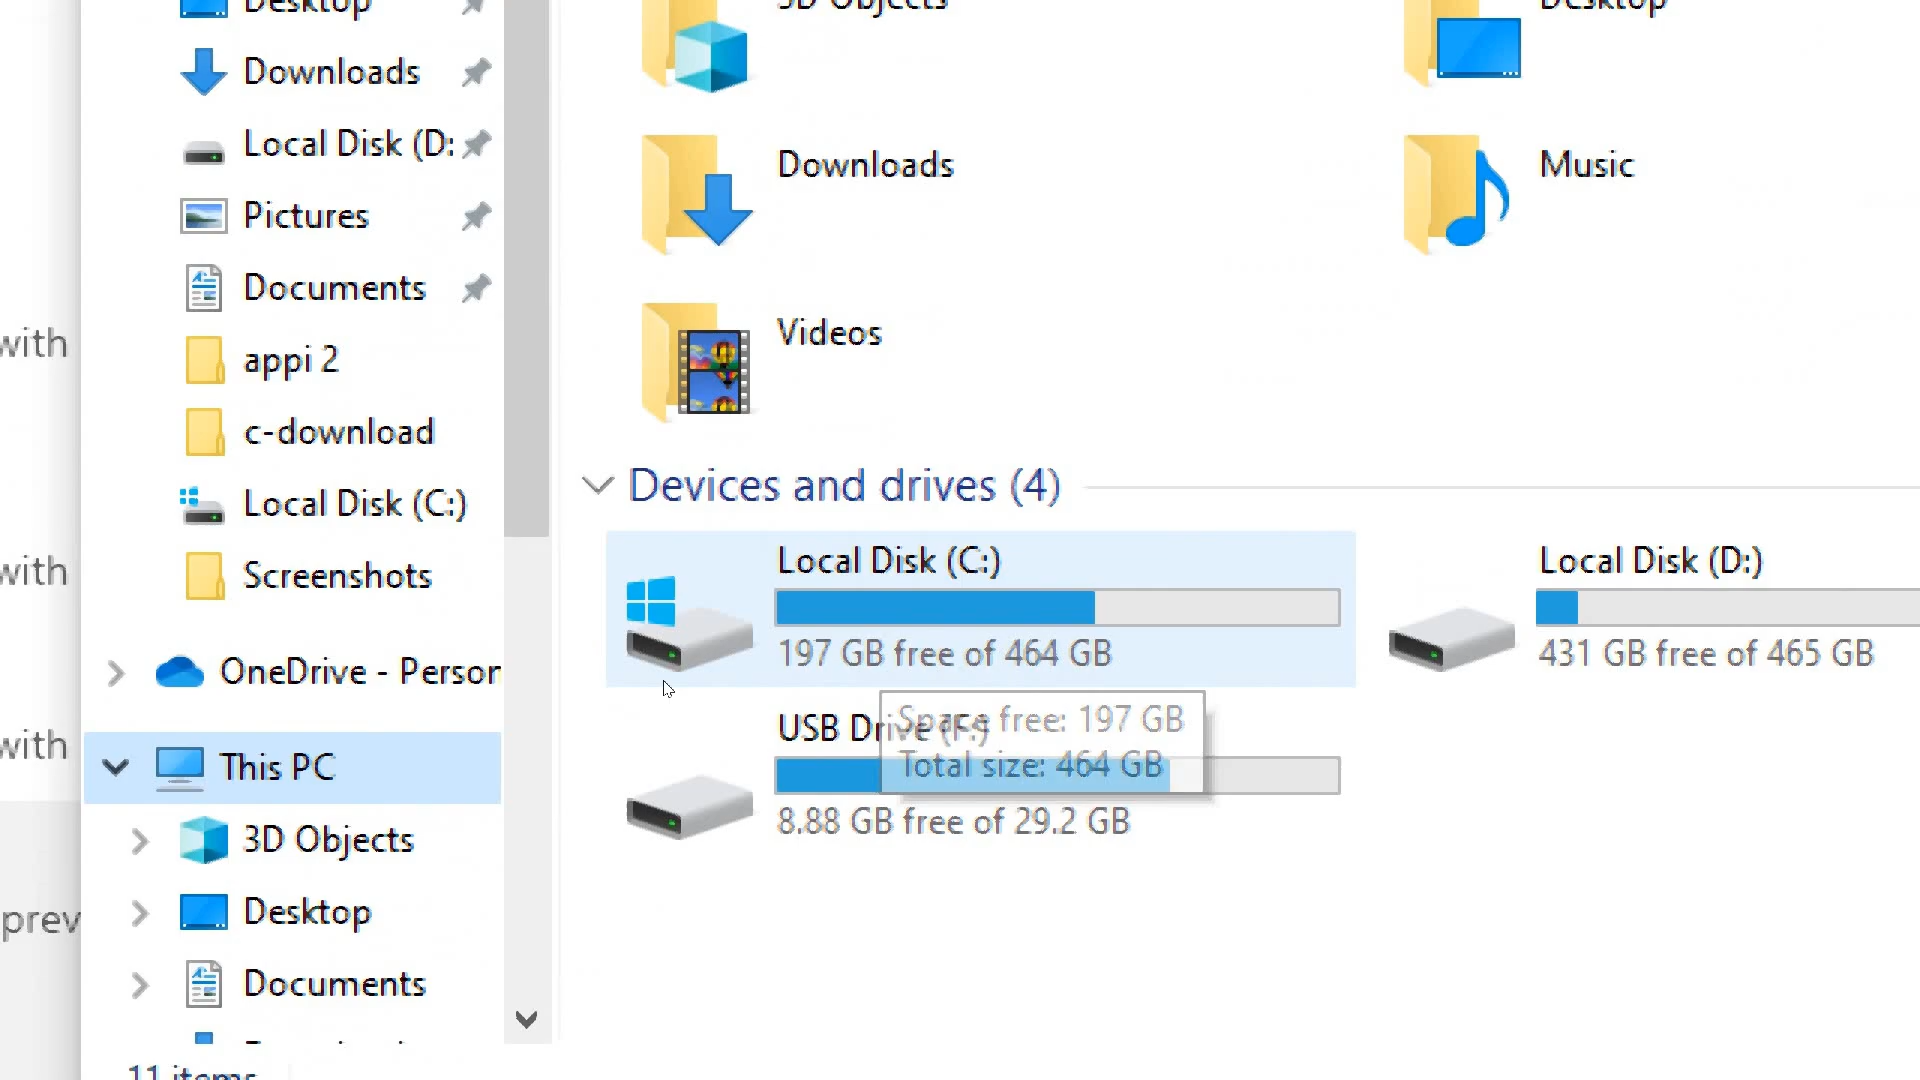 with
with
with
prev
Desktop
Downloads
Local Disk (D:
Pictures
Documents
appi 2
c-download
Local Disk (C:)
Screenshots
OneDrive - Person
This PC
3D Objects
Desktop
Documents
11 items
3D Objects
Desktop
Downloads
Music
Videos
Devices and drives (4)
Local Disk (C:)
197 GB free of 464 GB
Local Disk (D:)
431 GB free of 465 GB
USB Drive (F:)
8.88 GB free of 29.2 GB
Space free: 197 GB
Total size: 464 GB